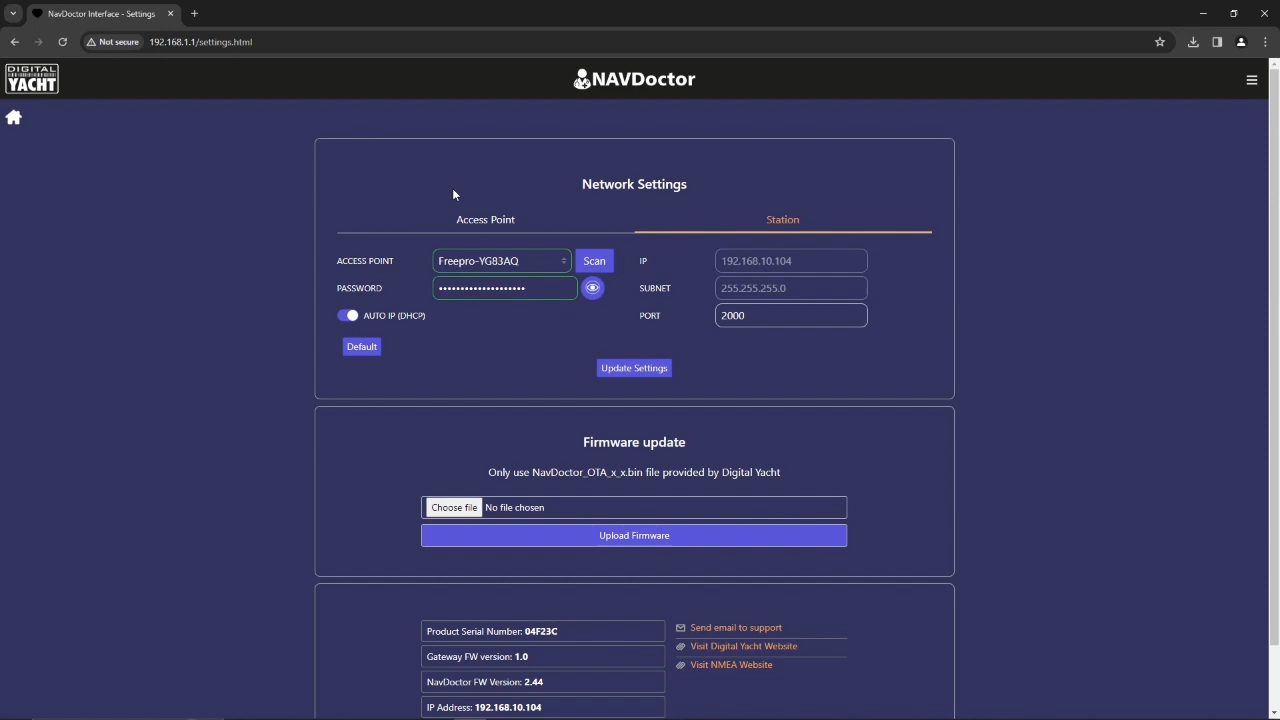 NavDoctor Interface - Settings
Not secure
192.168.1.1/settings.html
DIGITAL
YACHT
NAVDoctor
Network Settings
Access Point
Station
ACCESS POINT
Freepro-YG83AQ
Scan
IP
192.168.10.104
PASSWORD
••••••••••••••••••••
SUBNET
255.255.255.0
AUTO IP (DHCP)
PORT
2000
Default
Update Settings
Firmware update
Only use NavDoctor_OTA_x_x.bin file provided by Digital Yacht
Choose file No file chosen
Upload Firmware
Product Serial Number: 04F23C
Send email to support
Visit Digital Yacht Website
Gateway FW version: 1.0
Visit NMEA Website
NavDoctor FW Version: 2.44
IP Address: 192.168.10.104